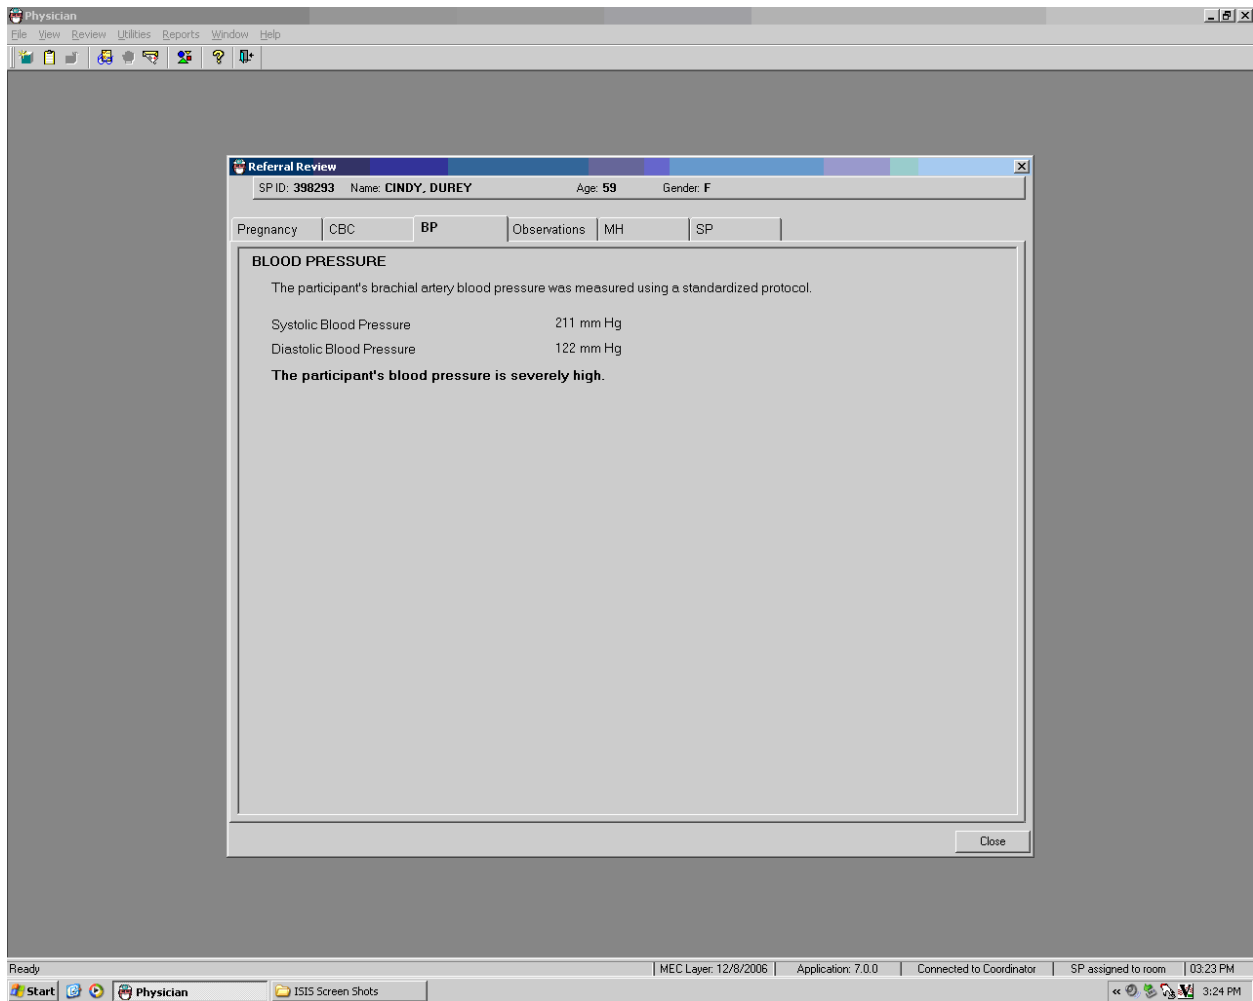 Physician
File View Review Utilities Reports Window Help
Referral Review
SP ID: 398293 Name: CINDY, DUREY Age: 59 Gender: F
Pregnancy CBC BP Observations MH SP
BLOOD PRESSURE
The participant's brachial artery blood pressure was measured using a standardized protocol.
Systolic Blood Pressure 211 mm Hg
Diastolic Blood Pressure 122 mm Hg
The participant's blood pressure is severely high.
Close
Ready MEC Layer: 12/8/2006 Application: 7.0.0 Connected to Coordinator SP assigned to room 03:23 PM
Start Physician ISIS Screen Shots « 3:24 PM